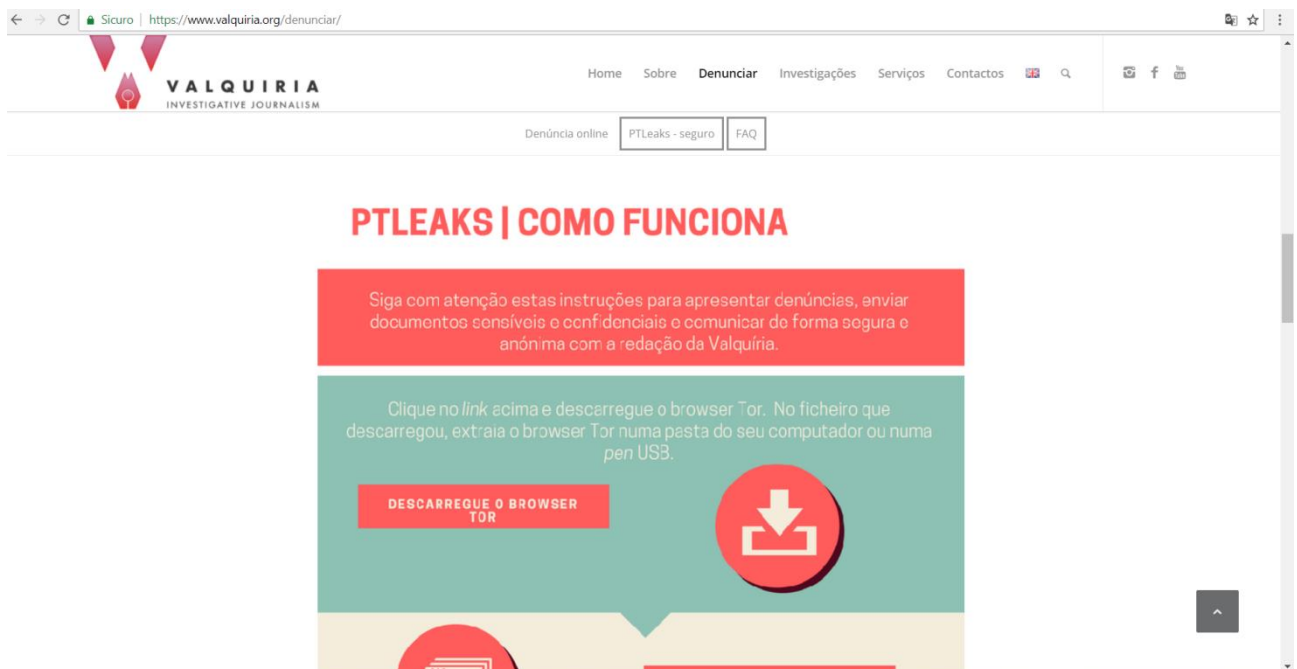 Sicuro | https://www.valquiria.org/denunciar/
VALQUIRIA
INVESTIGATIVE JOURNALISM
Home Sobre Denunciar Investigações Serviços Contactos
Denúncia online PTLeaks - seguro FAQ
PTLEAKS | COMO FUNCIONA
Siga com atenção estas instruções para apresentar denúncias, enviar
documentos sensíveis e confidenciais e comunicar de forma segura e
anónima com a redação da Valquíria.
Clique no link acima e descarregue o browser Tor. No ficheiro que
descarregou, extraia o browser Tor numa pasta do seu computador ou numa
pen USB.
DESCARREGUE O BROWSER
TOR